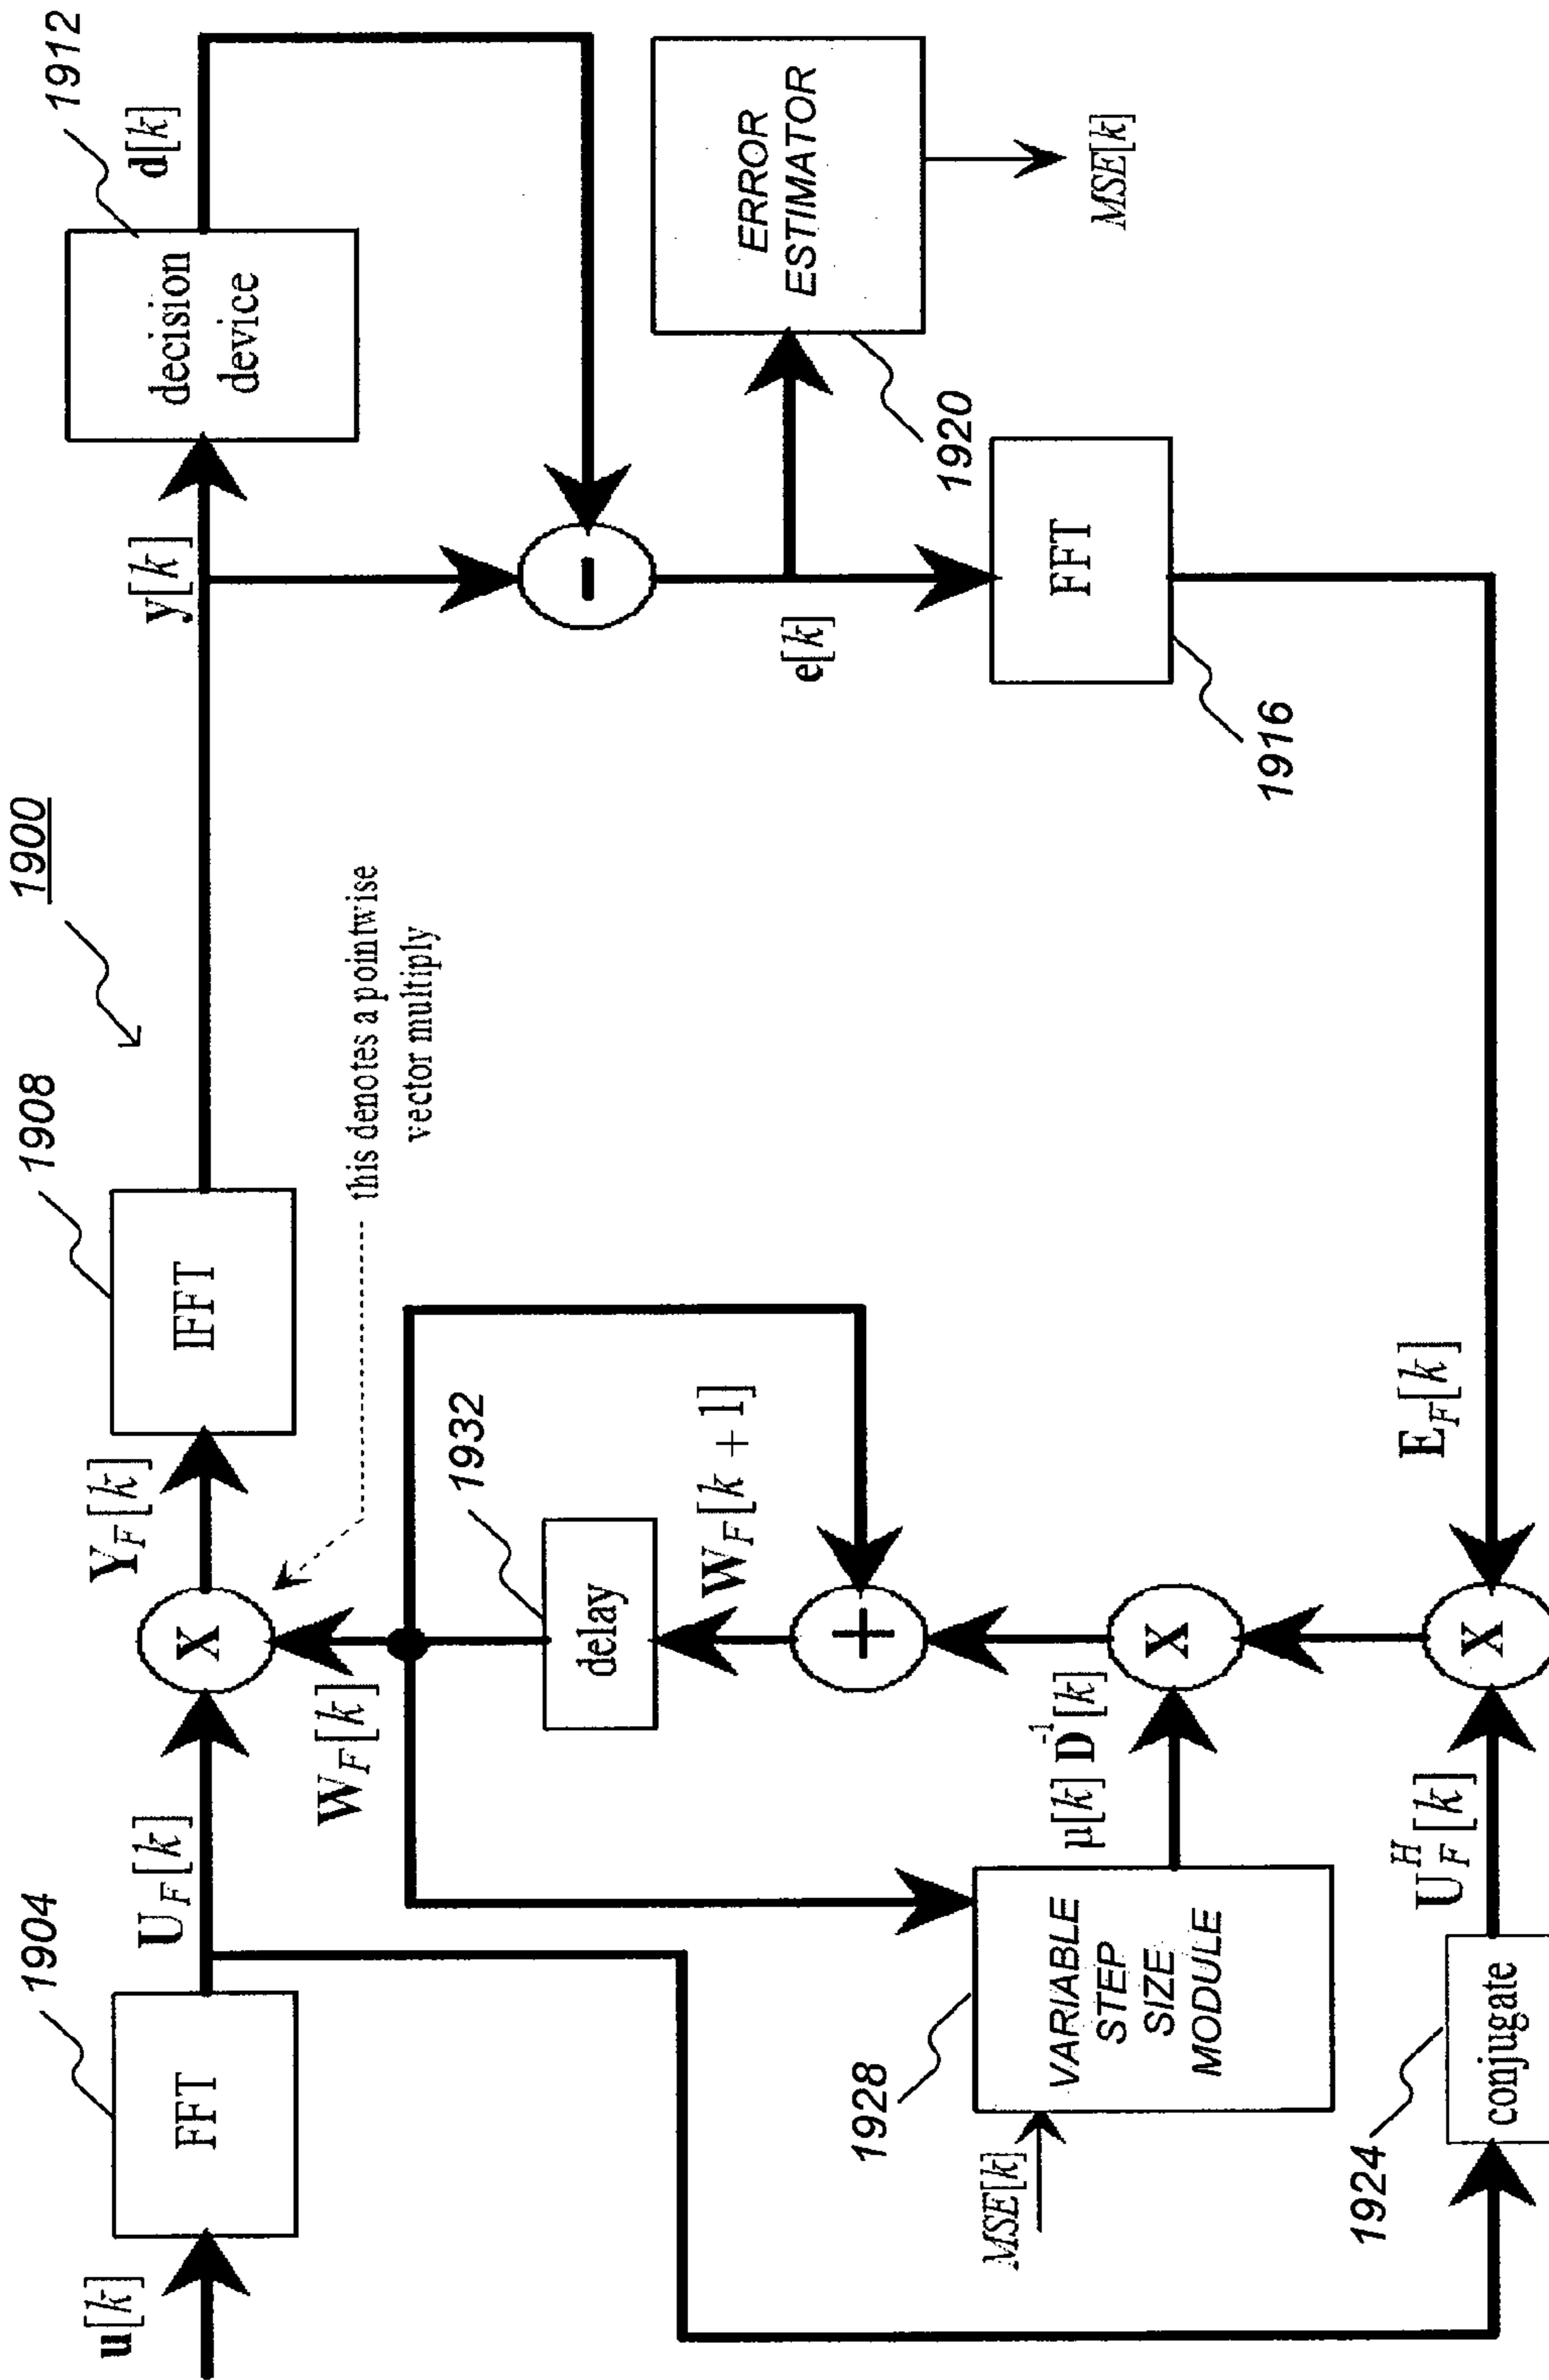 1900
1904
1908
1912
u[k]
FFT
U_F[k]
X
Y_F[k]
IFFT
y[k]
decision
device
d[k]
this denotes a pointwise
vector multiply
W_F[k]
delay
1932
W_F[k + 1]
+
-
e[k]
ERROR
ESTIMATOR
1920
MSE[k]
FFT
1916
MSE[k]
1928
VARIABLE
STEP
SIZE
MODULE
μ[k] D^-1[k]
X
1924
conjugate
U_F^H[k]
X
E_F[k]